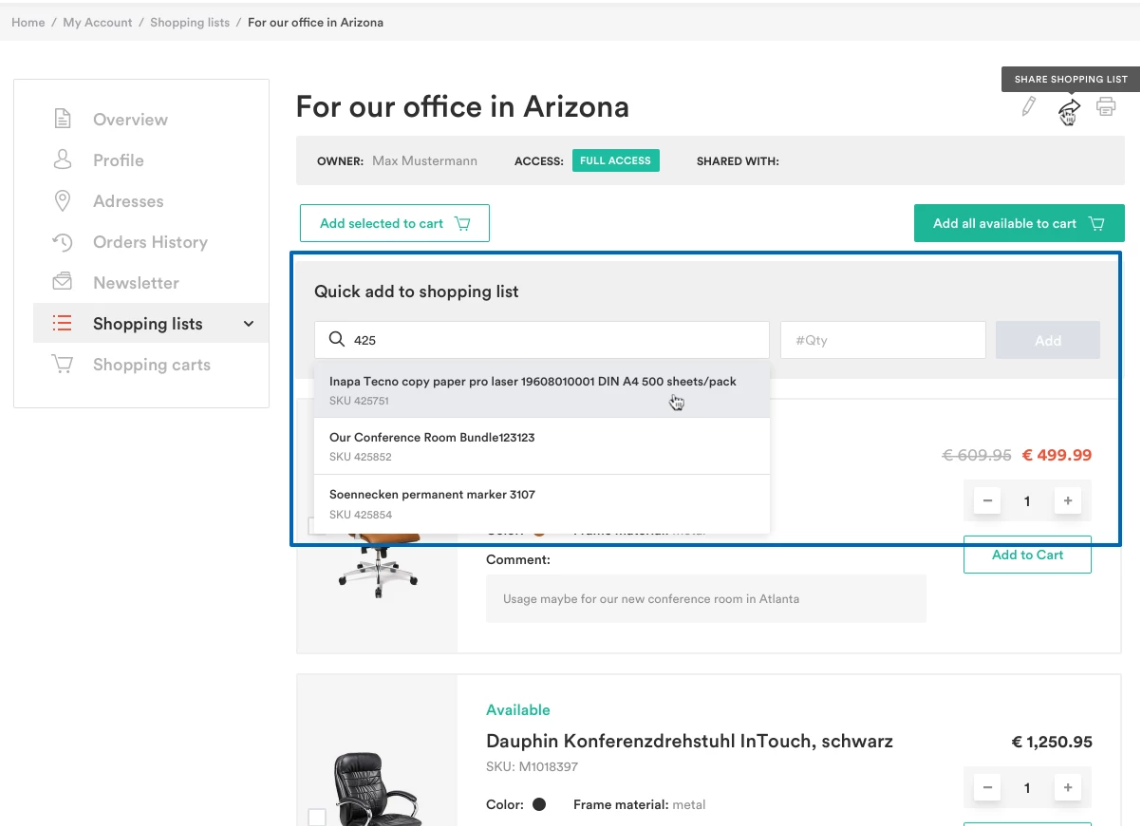 Home / My Account / Shopping lists / For our office in Arizona
SHARE SHOPPING LIST
Overview
Profile
Adresses
Orders History
Newsletter
Shopping lists
Shopping carts
For our office in Arizona
OWNER: Max Mustermann ACCESS: FULL ACCESS SHARED WITH:
Add selected to cart
Add all available to cart
Quick add to shopping list
425
#Qty
Add
Inapa Tecno copy paper pro laser 19608010001 DIN A4 500 sheets/pack
SKU 425751
Our Conference Room Bundle123123
SKU 425852
Soennecken permanent marker 3107
SKU 425854
€ 609.95 € 499.99
− 1 +
Color: Frame material: metal
Add to Cart
Comment:
Usage maybe for our new conference room in Atlanta
Available
Dauphin Konferenzdrehstuhl InTouch, schwarz
€ 1,250.95
SKU: M1018397
− 1 +
Color: Frame material: metal